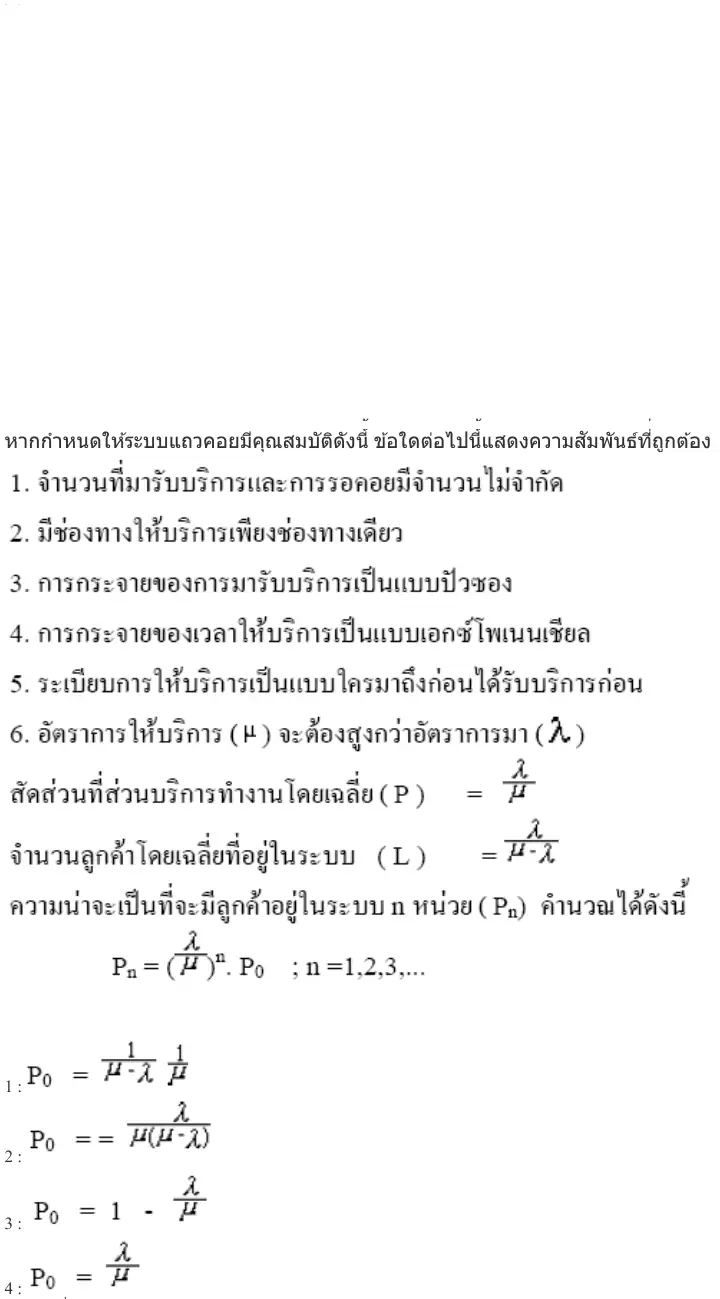 หากกำหนดให้ระบบแถวคอยมีคุณสมบัติดังนี้ ข้อใดต่อไปนี้แสดงความสัมพันธ์ที่ถูกต้อง
1. จำนวนที่มารับบริการและการรอคอยมีจำนวนไม่จำกัด
2. มีช่องทางให้บริการเพียงช่องทางเดียว
3. การกระจายของการมารับบริการเป็นแบบปัวซอง
4. การกระจายของเวลาให้บริการเป็นแบบเอกซ์โพเนนเชียล
5. ระเบียบการให้บริการเป็นแบบใครมาถึงก่อนได้รับบริการก่อน
6. อัตราการให้บริการ ( μ ) จะต้องสูงกว่าอัตราการมา ( λ )
สัดส่วนที่ส่วนบริการทำงานโดยเฉลี่ย ( P ) = λ/μ
จำนวนลูกค้าโดยเฉลี่ยที่อยู่ในระบบ ( L ) = λ/(μ-λ)
ความน่าจะเป็นที่จะมีลูกค้าอยู่ในระบบ n หน่วย ( Pₙ) คำนวณได้ดังนี้
Pₙ = (λ/μ)ⁿ. P₀ ; n =1,2,3,...
1 : P₀ = 1/(μ-λ) 1/μ
2 : P₀ = = λ/(μ(μ-λ))
3 : P₀ = 1 - λ/μ
4 : P₀ = λ/μ